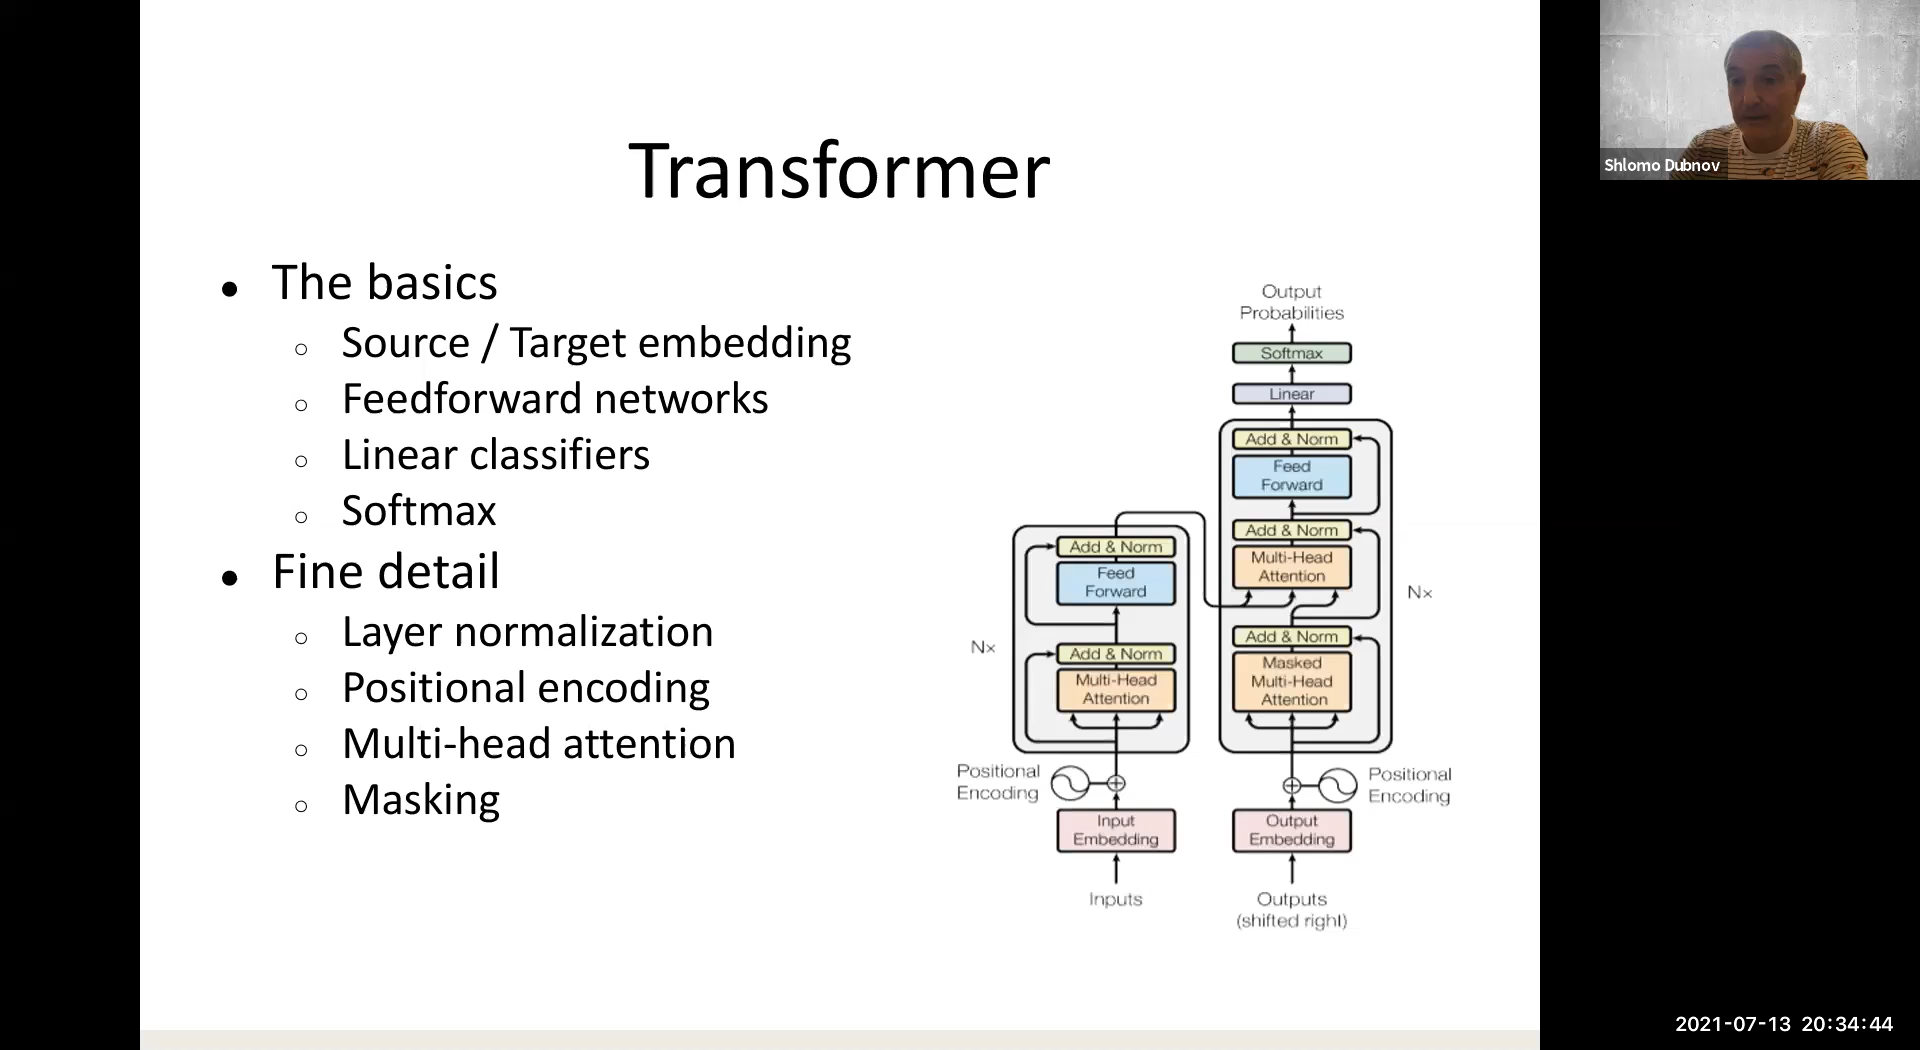 Transformer
● The basics
○ Source / Target embedding
○ Feedforward networks
○ Linear classifiers
○ Softmax
● Fine detail
○ Layer normalization
○ Positional encoding
○ Multi-head attention
○ Masking
Output
Probabilities
Softmax
Linear
Add & Norm
Feed
Forward
Add & Norm
Multi-Head
Attention
Nx
Add & Norm
Masked
Multi-Head
Attention
Positional
Encoding
Output
Embedding
Outputs
(shifted right)
Add & Norm
Feed
Forward
Nx
Add & Norm
Multi-Head
Attention
Positional
Encoding
Input
Embedding
Inputs
Shlomo Dubnov
2021-07-13 20:34:44